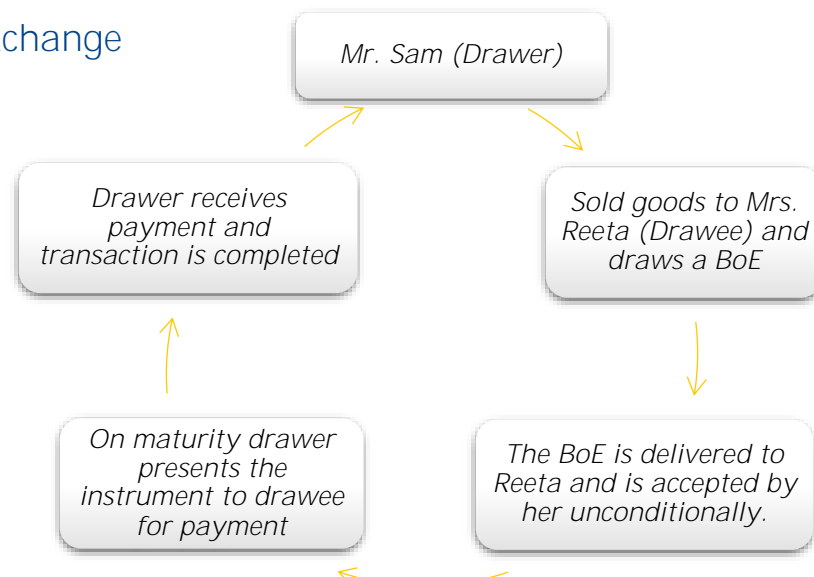 change
Mr. Sam (Drawer)
Sold goods to Mrs.
Reeta (Drawee) and
draws a BoE
The BoE is delivered to
Reeta and is accepted by
her unconditionally.
On maturity drawer
presents the
instrument to drawee
for payment
Drawer receives
payment and
transaction is completed